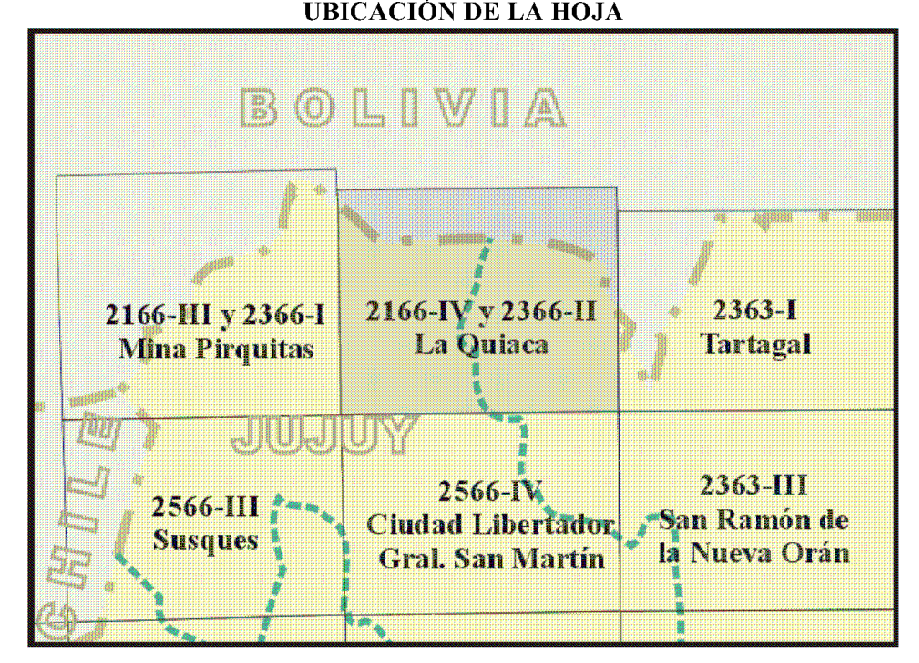 UBICACIÓN DE LA HOJA
BOLIVIA
2166-III y 2366-I
Mina Pirquitas
2166-IV y 2366-II
La Quiaca
2363-I
Tartagal
CHILE
JUJUY
2566-III
Susques
2566-IV
Ciudad Libertador
Gral. San Martín
2363-III
San Ramón de
la Nueva Orán